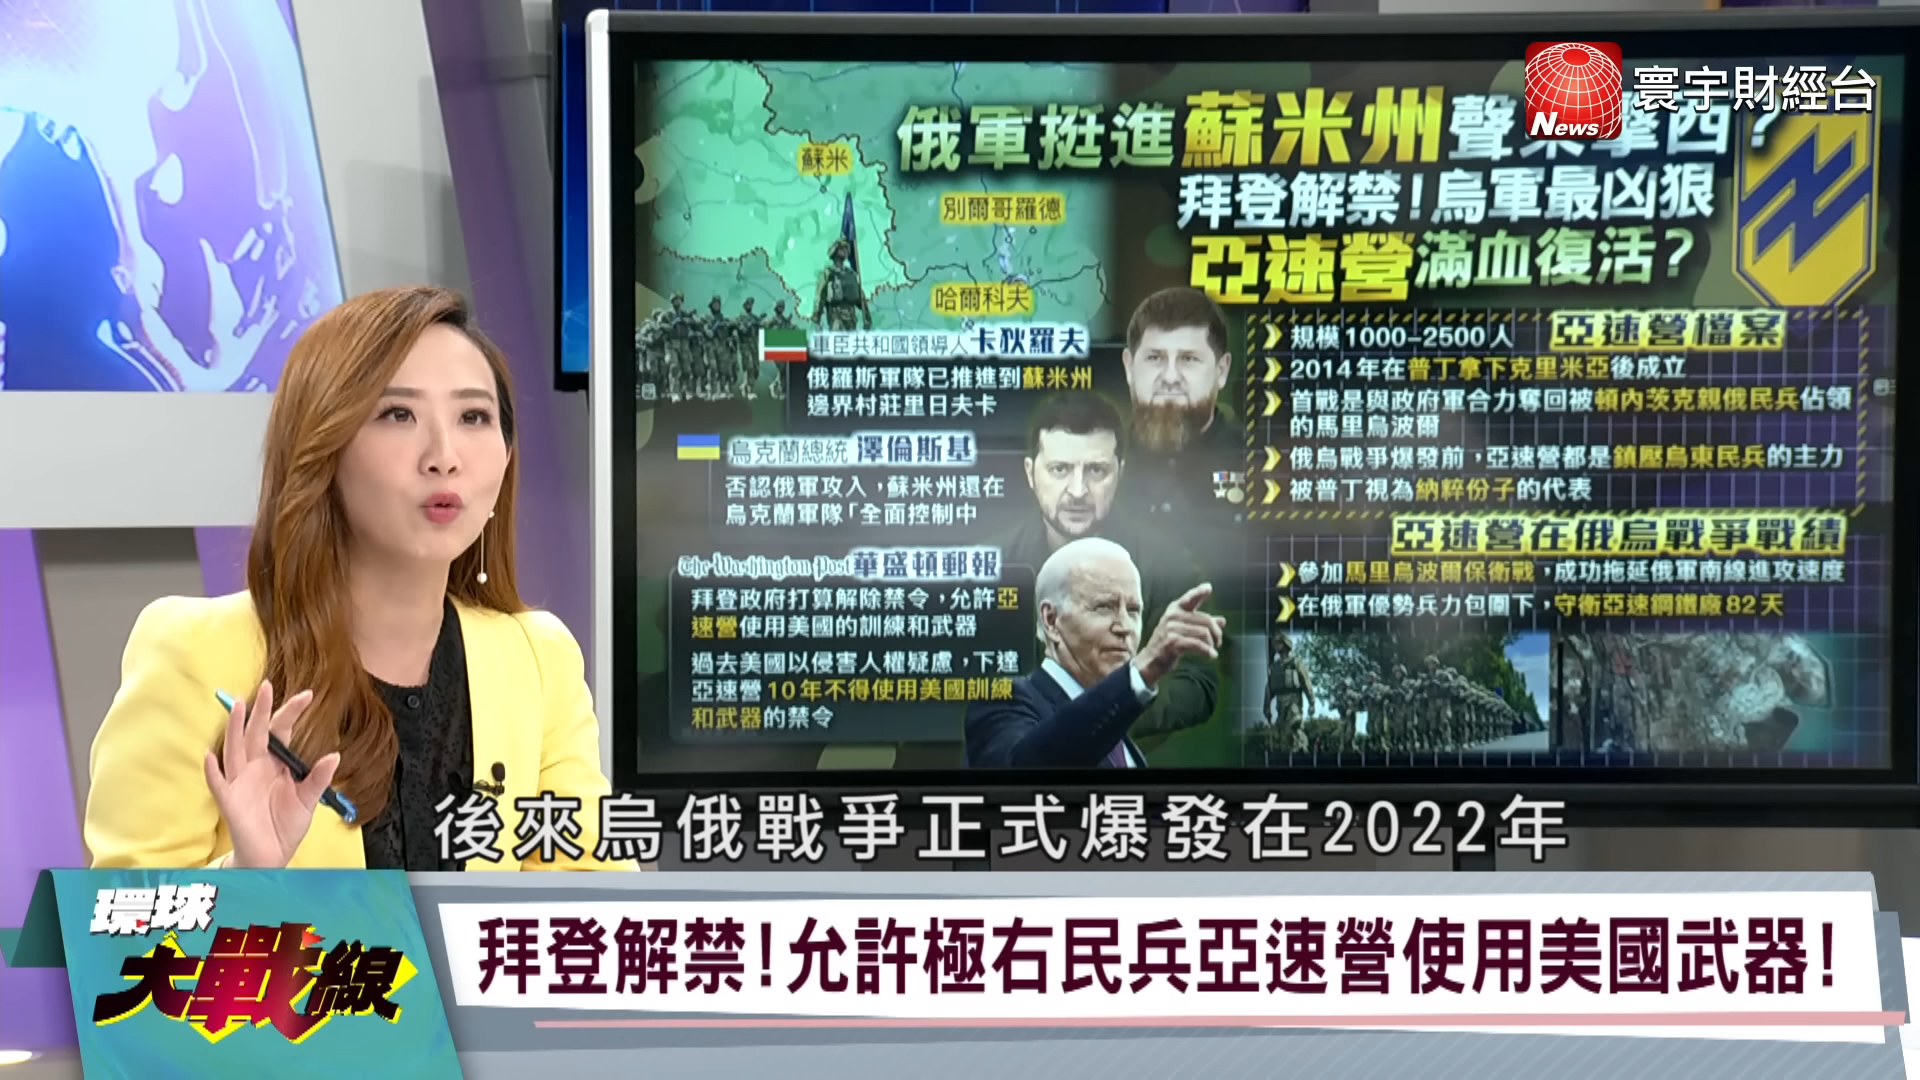 News 寰宇財經台
俄軍挺進蘇米州聲東擊西?
拜登解禁!烏軍最凶狠
亞速營滿血復活?
蘇米
別爾哥羅德
哈爾科夫
車臣共和國領導人 卡狄羅夫
俄羅斯軍隊已推進到蘇米州
邊界村莊里日夫卡
烏克蘭總統 澤倫斯基
否認俄軍攻入,蘇米州還在
烏克蘭軍隊「全面控制中
The Washington Post 華盛頓郵報
拜登政府打算解除禁令,允許亞
速營使用美國的訓練和武器
過去美國以侵害人權疑慮,下達
亞速營10年不得使用美國訓練
和武器的禁令
亞速營檔案
規模1000-2500人
2014年在普丁拿下克里米亞後成立
首戰是與政府軍合力奪回被頓內茨克親俄民兵佔領
的馬里烏波爾
俄烏戰爭爆發前,亞速營都是鎮壓烏東民兵的主力
被普丁視為納粹份子的代表
亞速營在俄烏戰爭戰績
參加馬里烏波爾保衛戰,成功拖延俄軍南線進攻速度
在俄軍優勢兵力包圍下,守衛亞速鋼鐵廠82天
後來烏俄戰爭正式爆發在2022年
環球
大戰線
拜登解禁!允許極右民兵亞速營使用美國武器!